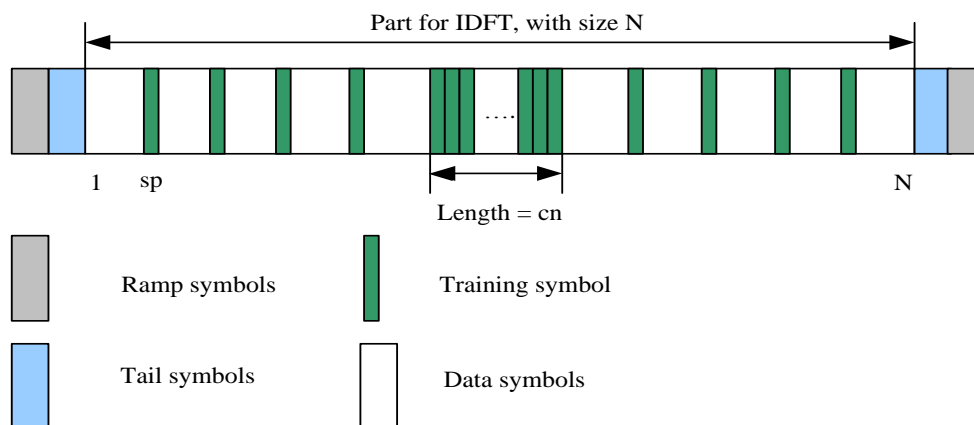 Part for IDFT, with size N
....
1 sp N
Length = cn
Ramp symbols Training symbol
Tail symbols Data symbols